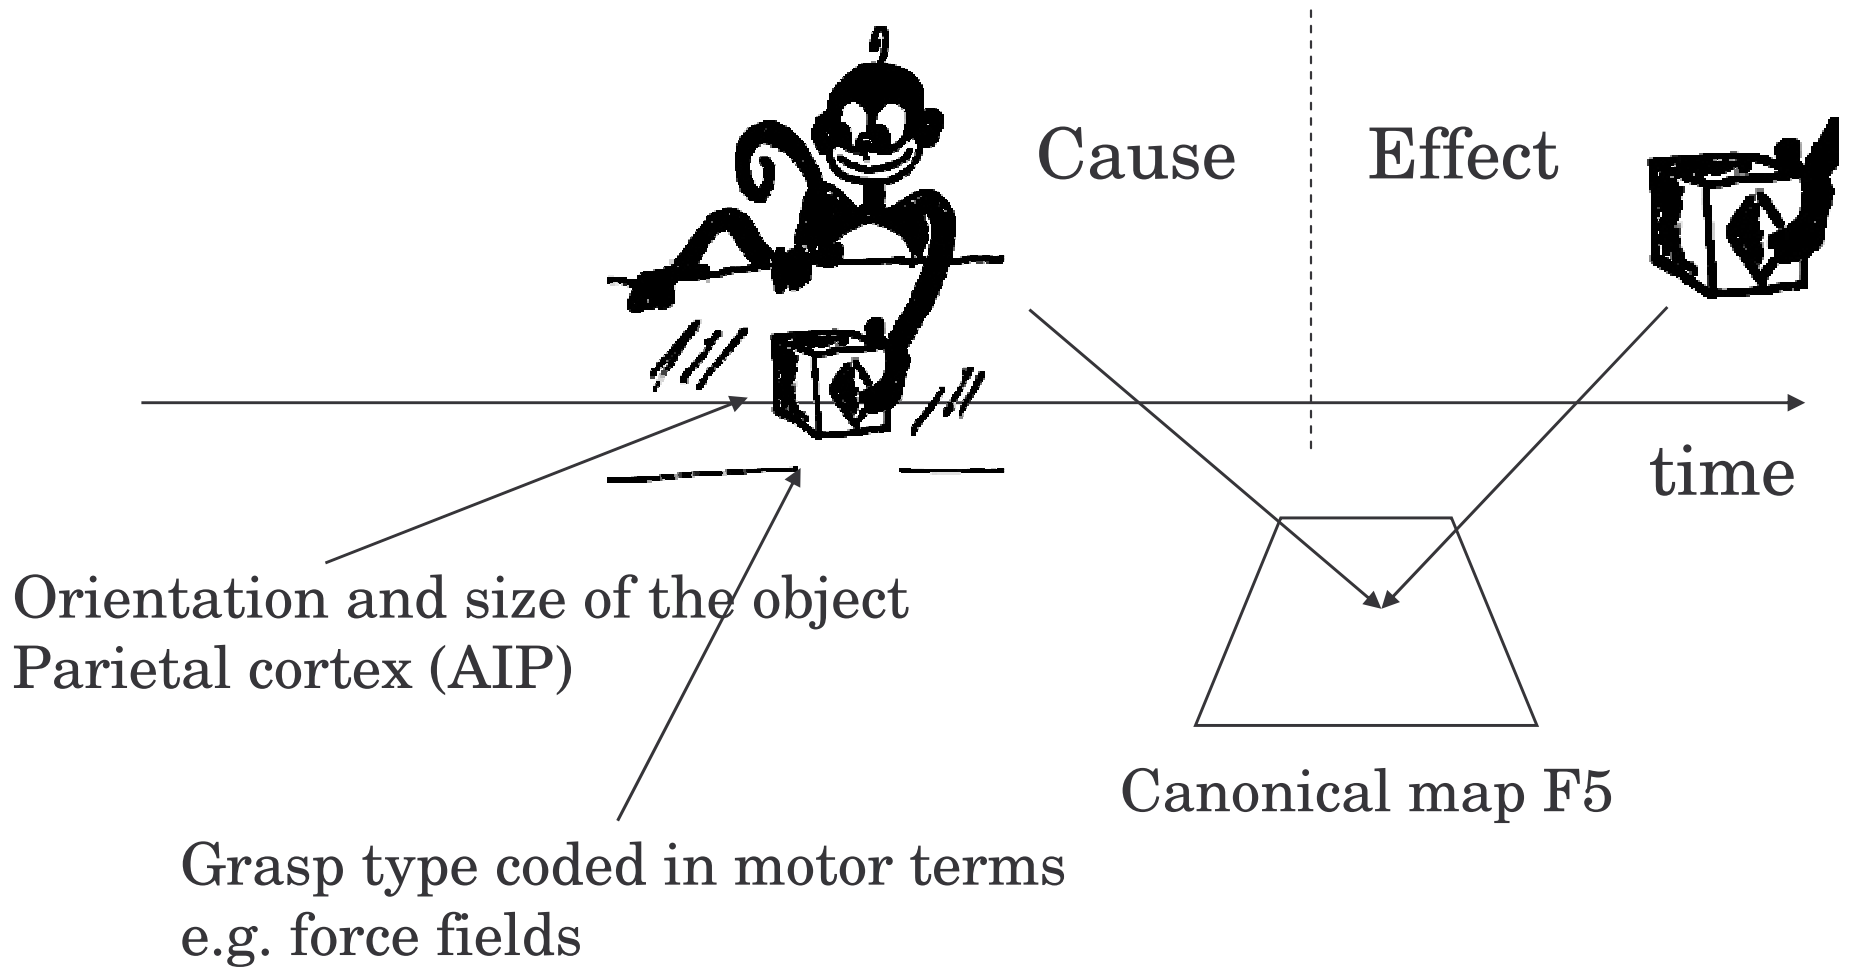 Cause
Effect
time
Orientation and size of the object
Parietal cortex (AIP)
Canonical map F5
Grasp type coded in motor terms
e.g. force fields